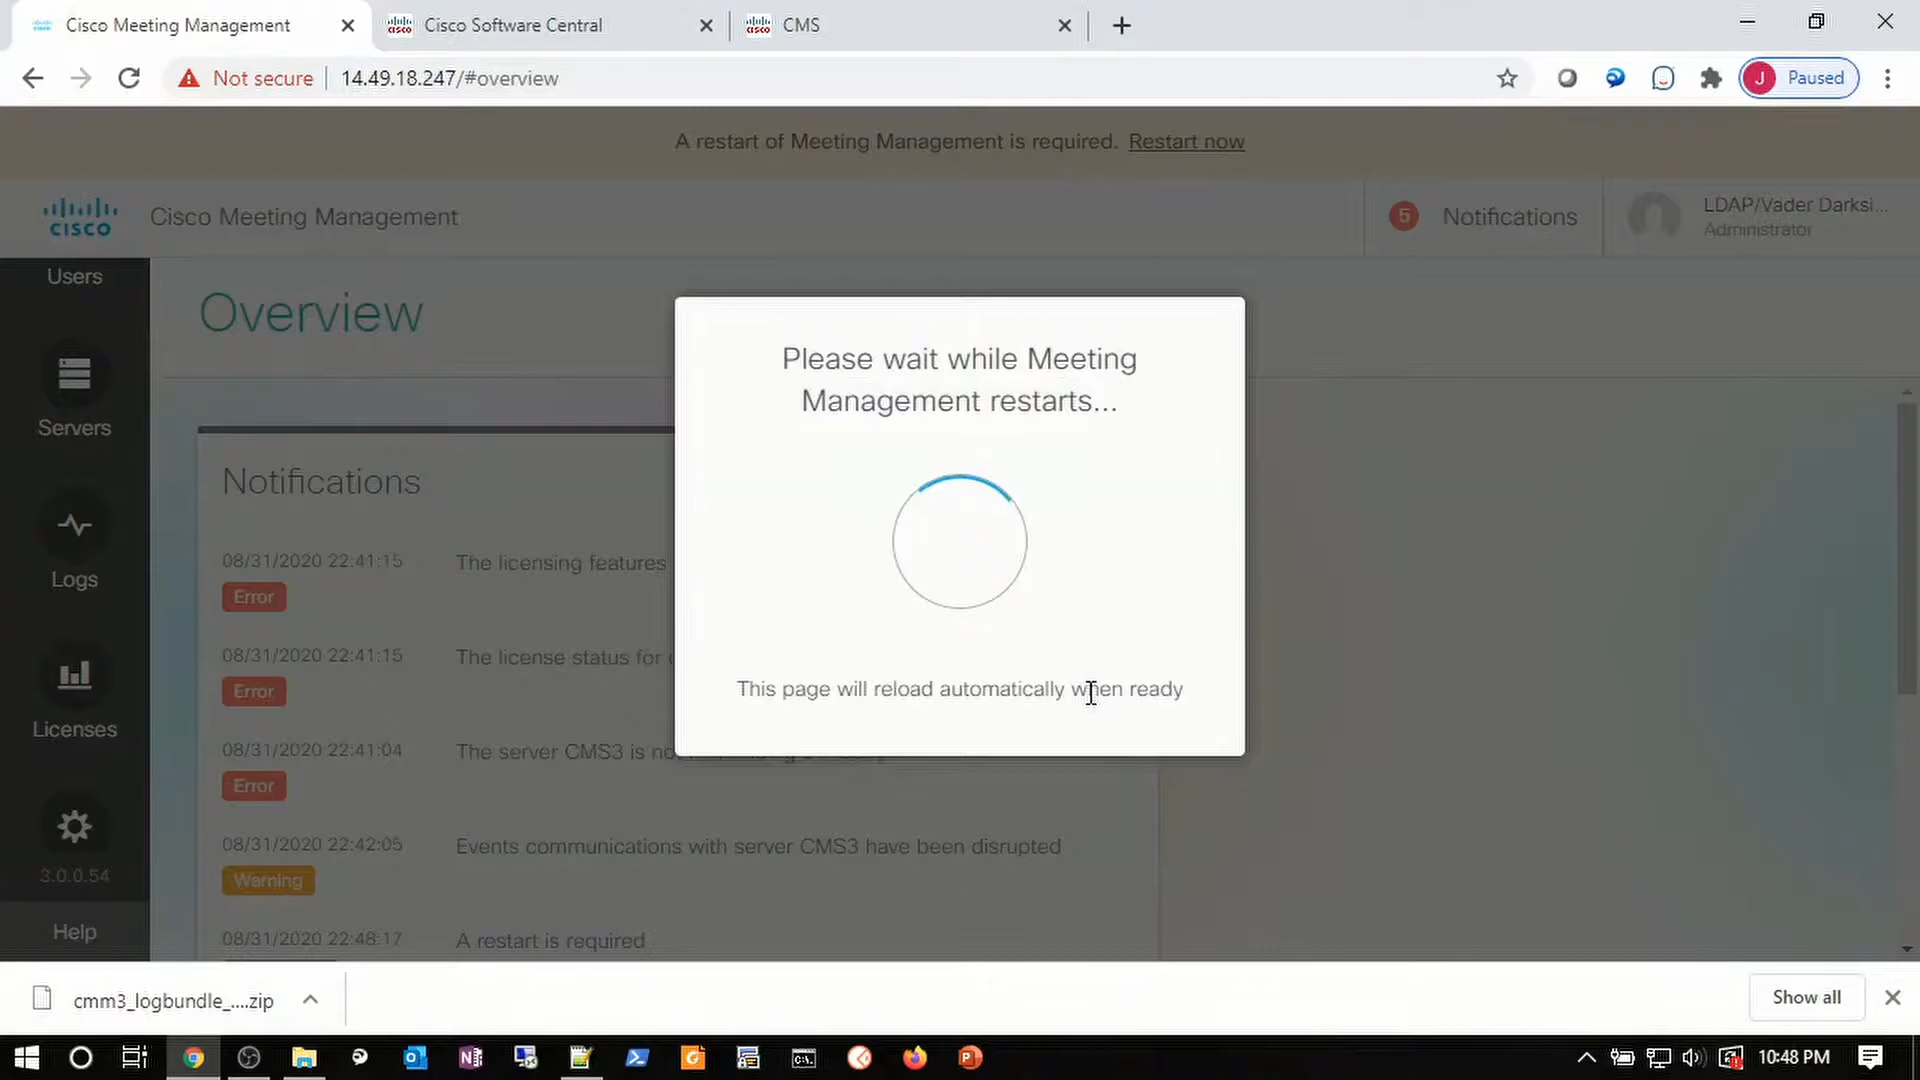 Cisco Meeting Management
Cisco Software Central
CMS
Not secure
14.49.18.247/#overview
J
Paused
A restart of Meeting Management is required. Restart now
CISCO
Cisco Meeting Management
5
Notifications
LDAP/Vader Darksi...
Administrator
Users
Servers
Logs
Licenses
3.0.0.54
Help
Overview
Notifications
08/31/2020 22:41:15
The licensing features
Error
08/31/2020 22:41:15
The license status for
Error
08/31/2020 22:41:04
The server CMS3 is
Error
08/31/2020 22:42:05
Events communications with server CMS3 have been disrupted
Warning
08/31/2020 22:48:17
A restart is required
Please wait while Meeting
Management restarts...
This page will reload automatically when ready
cmm3_logbundle_....zip
Show all
10:48 PM